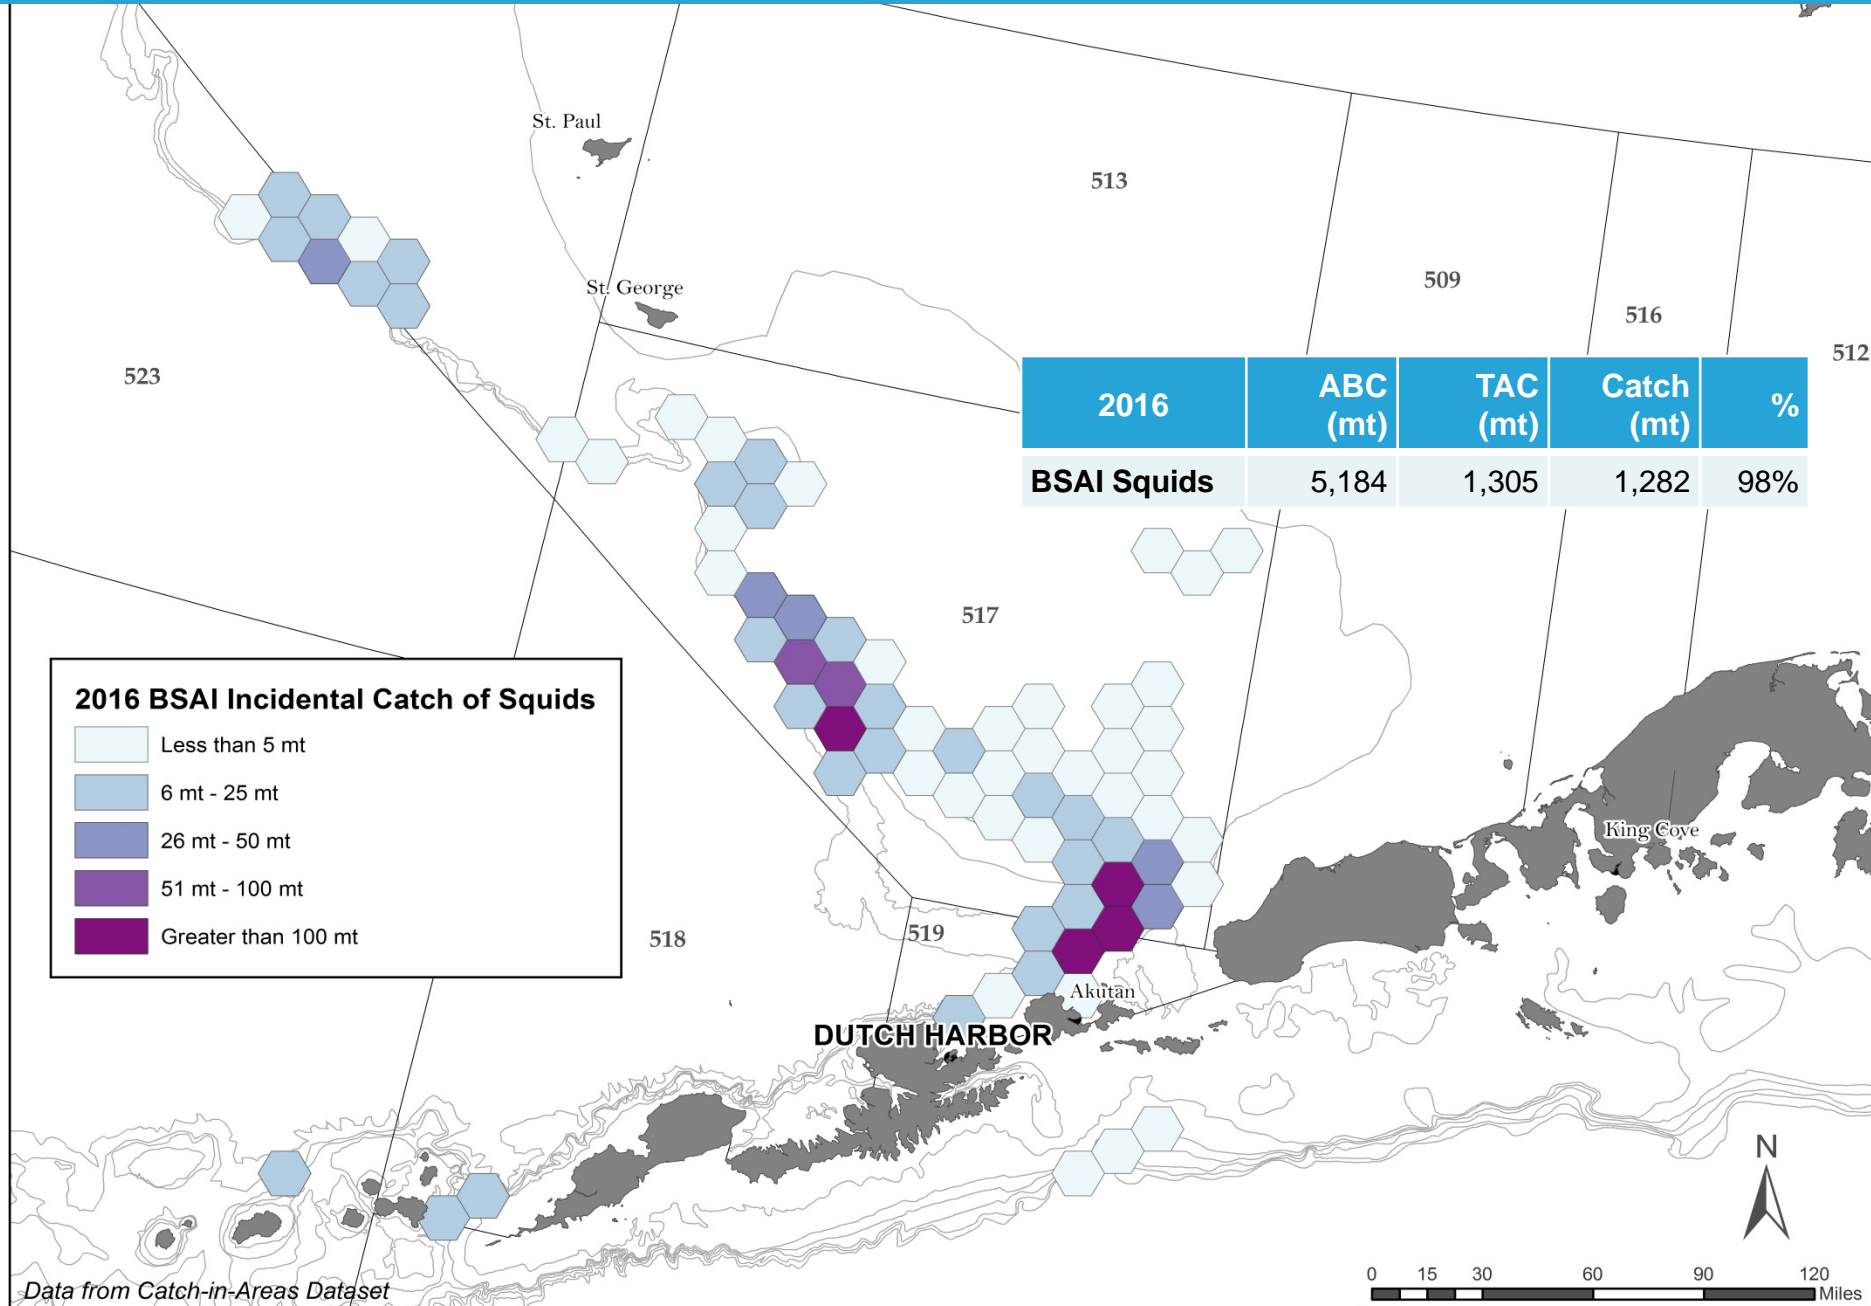 St. Paul
513
St. George
509
516
512
523
2016 ABC (mt) TAC (mt) Catch (mt) %
BSAI Squids 5,184 1,305 1,282 98%
517
2016 BSAI Incidental Catch of Squids
Less than 5 mt
6 mt - 25 mt
26 mt - 50 mt
51 mt - 100 mt
Greater than 100 mt
King Cove
518
519
Akutan
DUTCH HARBOR
N
0 15 30 60 90 120
Miles
Data from Catch-in-Areas Dataset